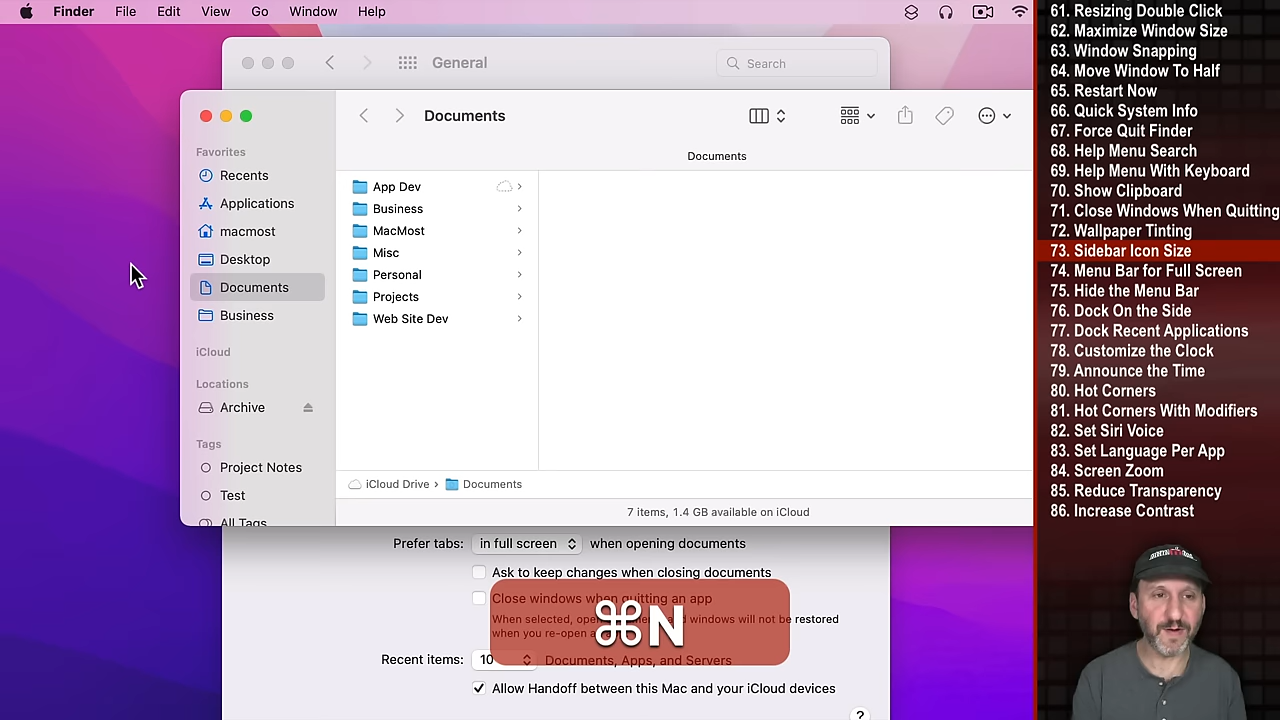 Finder File Edit View Go Window Help
General
Search
Documents
Documents
Favorites
Recents
Applications
macmost
Desktop
Documents
Business
iCloud
Locations
Archive
Tags
Project Notes
Test
All Tags
App Dev
Business
MacMost
Misc
Personal
Projects
Web Site Dev
iCloud Drive › Documents
7 items, 1.4 GB available on iCloud
Prefer tabs: in full screen when opening documents
Ask to keep changes when closing documents
Close windows when quitting an app
When selected, open windows will not be restored
when you re-open
⌘N
Recent items: 10 Documents, Apps, and Servers
Allow Handoff between this Mac and your iCloud devices
?
61. Resizing Double Click
62. Maximize Window Size
63. Window Snapping
64. Move Window To Half
65. Restart Now
66. Quick System Info
67. Force Quit Finder
68. Help Menu Search
69. Help Menu With Keyboard
70. Show Clipboard
71. Close Windows When Quitting
72. Wallpaper Tinting
73. Sidebar Icon Size
74. Menu Bar for Full Screen
75. Hide the Menu Bar
76. Dock On the Side
77. Dock Recent Applications
78. Customize the Clock
79. Announce the Time
80. Hot Corners
81. Hot Corners With Modifiers
82. Set Siri Voice
83. Set Language Per App
84. Screen Zoom
85. Reduce Transparency
86. Increase Contrast